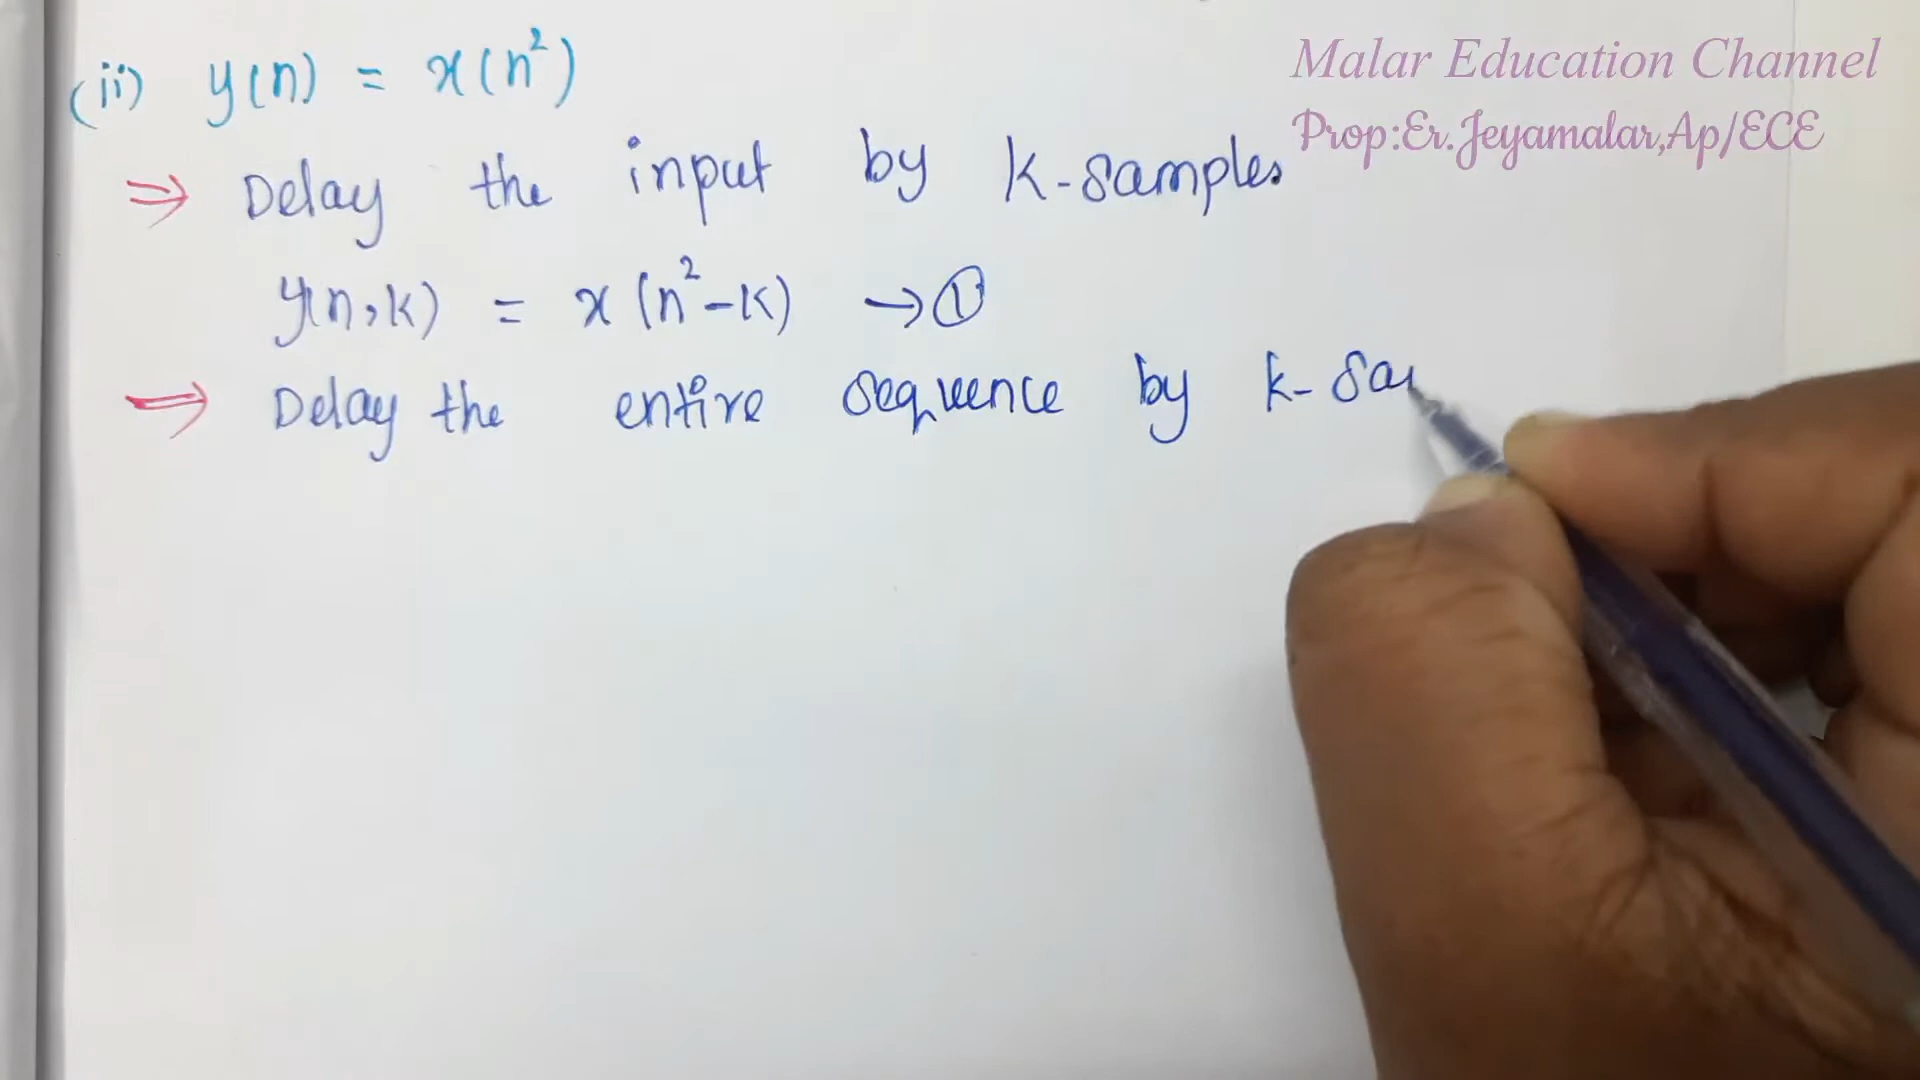 Malar Education Channel
Prop:Er.Jeyamalar,Ap/ECE
(ii) y(n) = x(n²)
⇒ Delay the input by k-samples
y(n,k) = x(n²-k) → ①
⇒ Delay the entire sequence by k- sa